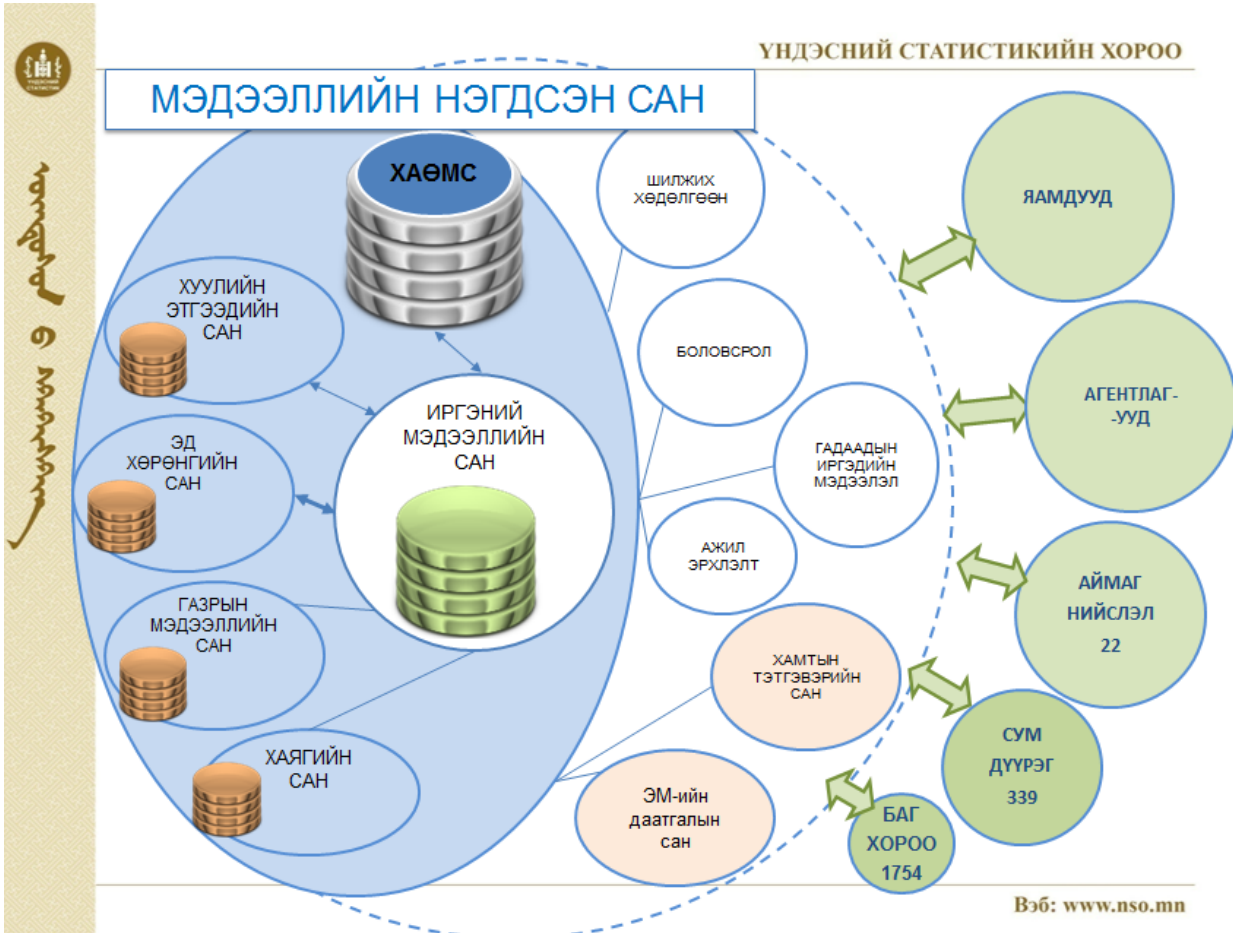 ҮНДЭСНИЙ СТАТИСТИКИЙН ХОРОО
МЭДЭЭЛЛИЙН НЭГДСЭН САН
ХАӨМС
ХУУЛИЙН
ЭТГЭЭДИЙН
САН
ЭД
ХӨРӨНГИЙН
САН
ГАЗРЫН
МЭДЭЭЛЛИЙН
САН
ХАЯГИЙН
САН
ИРГЭНИЙ
МЭДЭЭЛЛИЙН
САН
ШИЛЖИХ
ХӨДӨЛГӨӨН
БОЛОВСРОЛ
ГАДААДЫН
ИРГЭДИЙН
МЭДЭЭЛЭЛ
АЖИЛ
ЭРХЛЭЛТ
ХАМТЫН
ТЭТГЭВЭРИЙН
САН
ЭМ-ийн
даатгалын
сан
ЯАМДУУД
АГЕНТЛАГ-
-УУД
АЙМАГ
НИЙСЛЭЛ
22
СУМ
ДҮҮРЭГ
339
БАГ
ХОРОО
1754
Вэб: www.nso.mn